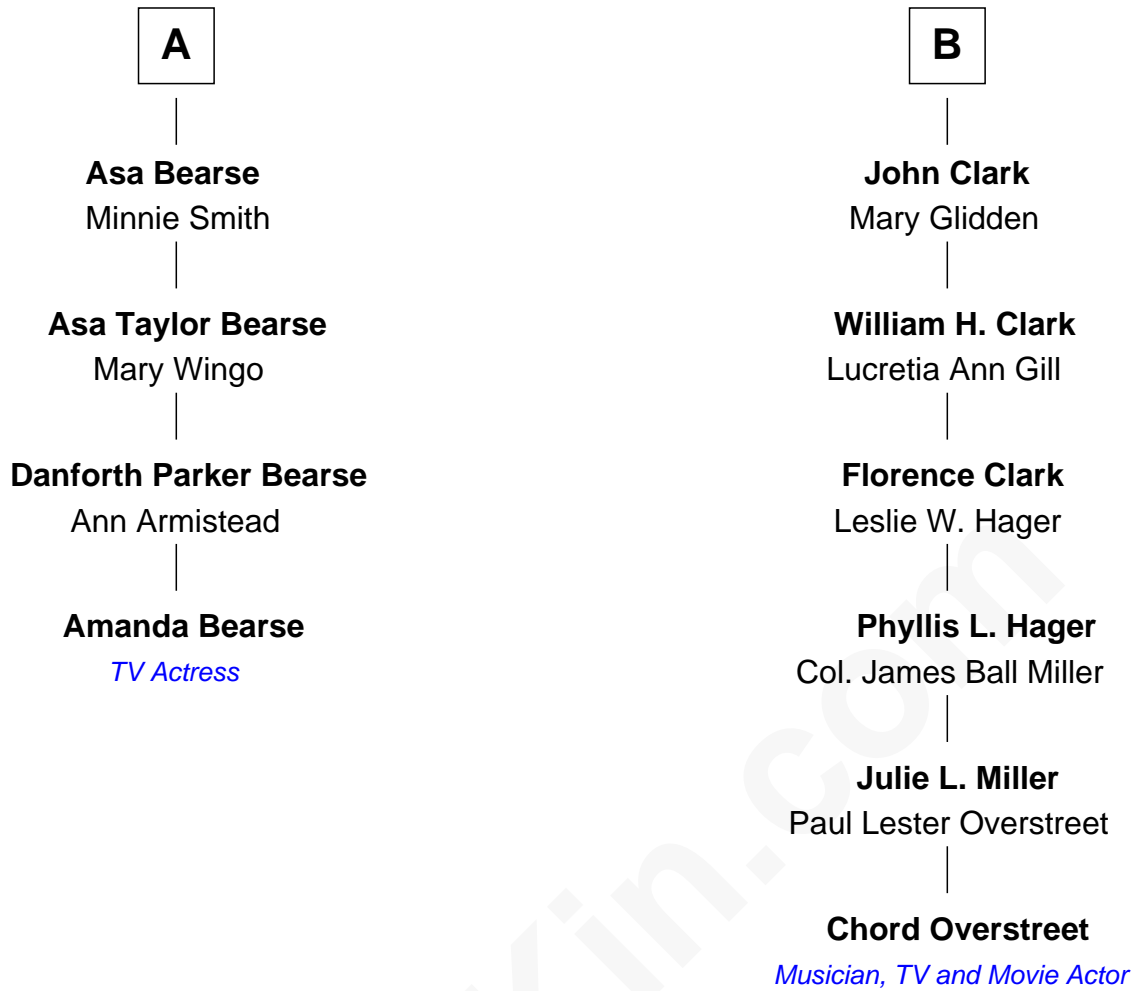 A
Asa Bearse
Minnie Smith
Asa Taylor Bearse
Mary Wingo
Danforth Parker Bearse
Ann Armistead
Amanda Bearse
TV Actress
B
John Clark
Mary Glidden
William H. Clark
Lucretia Ann Gill
Florence Clark
Leslie W. Hager
Phyllis L. Hager
Col. James Ball Miller
Julie L. Miller
Paul Lester Overstreet
Chord Overstreet
Musician, TV and Movie Actor
Kin.com